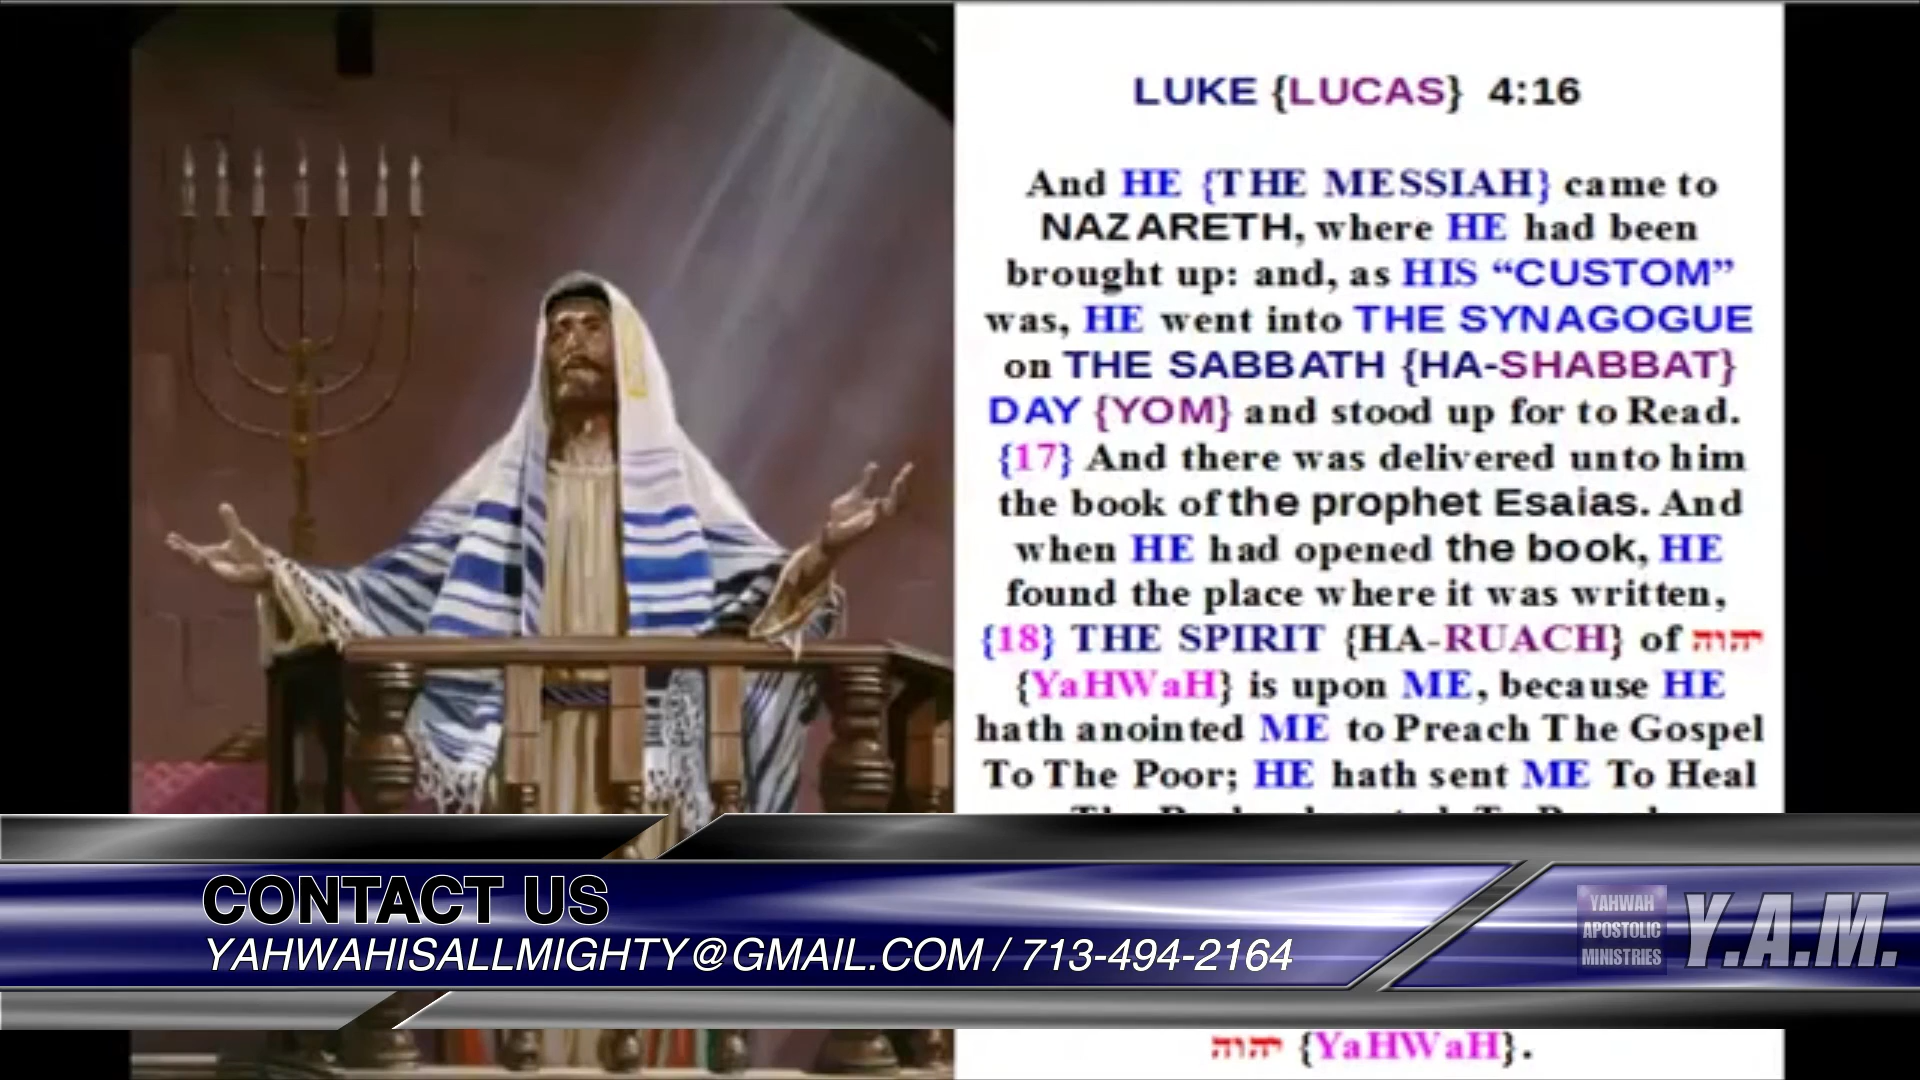 LUKE {LUCAS} 4:16
And HE {THE MESSIAH} came to
NAZARETH, where HE had been
brought up: and, as HIS “CUSTOM”
was, HE went into THE SYNAGOGUE
on THE SABBATH {HA-SHABBAT}
DAY {YOM} and stood up for to Read.
{17} And there was delivered unto him
the book of the prophet Esaias. And
when HE had opened the book, HE
found the place where it was written,
{18} THE SPIRIT {HA-RUACH} of יהוה
{YaHWaH} is upon ME, because HE
hath anointed ME to Preach The Gospel
To The Poor; HE hath sent ME To Heal
יהוה {YaHWaH}.
CONTACT US
YAHWAHISALLMIGHTY@GMAIL.COM / 713-494-2164
YAHWAH
APOSTOLIC
MINISTRIES
Y.A.M.